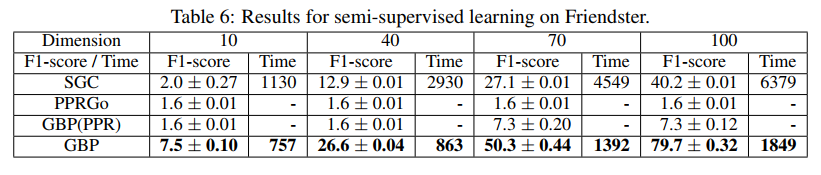 Table 6: Results for semi-supervised learning on Friendster.
Dimension 10 40 70 100
F1-score / Time F1-score Time F1-score Time F1-score Time F1-score Time
SGC 2.0 ± 0.27 1130 12.9 ± 0.01 2930 27.1 ± 0.01 4549 40.2 ± 0.01 6379
PPRGo 1.6 ± 0.01 - 1.6 ± 0.01 - 1.6 ± 0.01 - 1.6 ± 0.01 -
GBP(PPR) 1.6 ± 0.01 - 1.6 ± 0.01 - 7.3 ± 0.20 - 7.3 ± 0.12 -
GBP 7.5 ± 0.10 757 26.6 ± 0.04 863 50.3 ± 0.44 1392 79.7 ± 0.32 1849